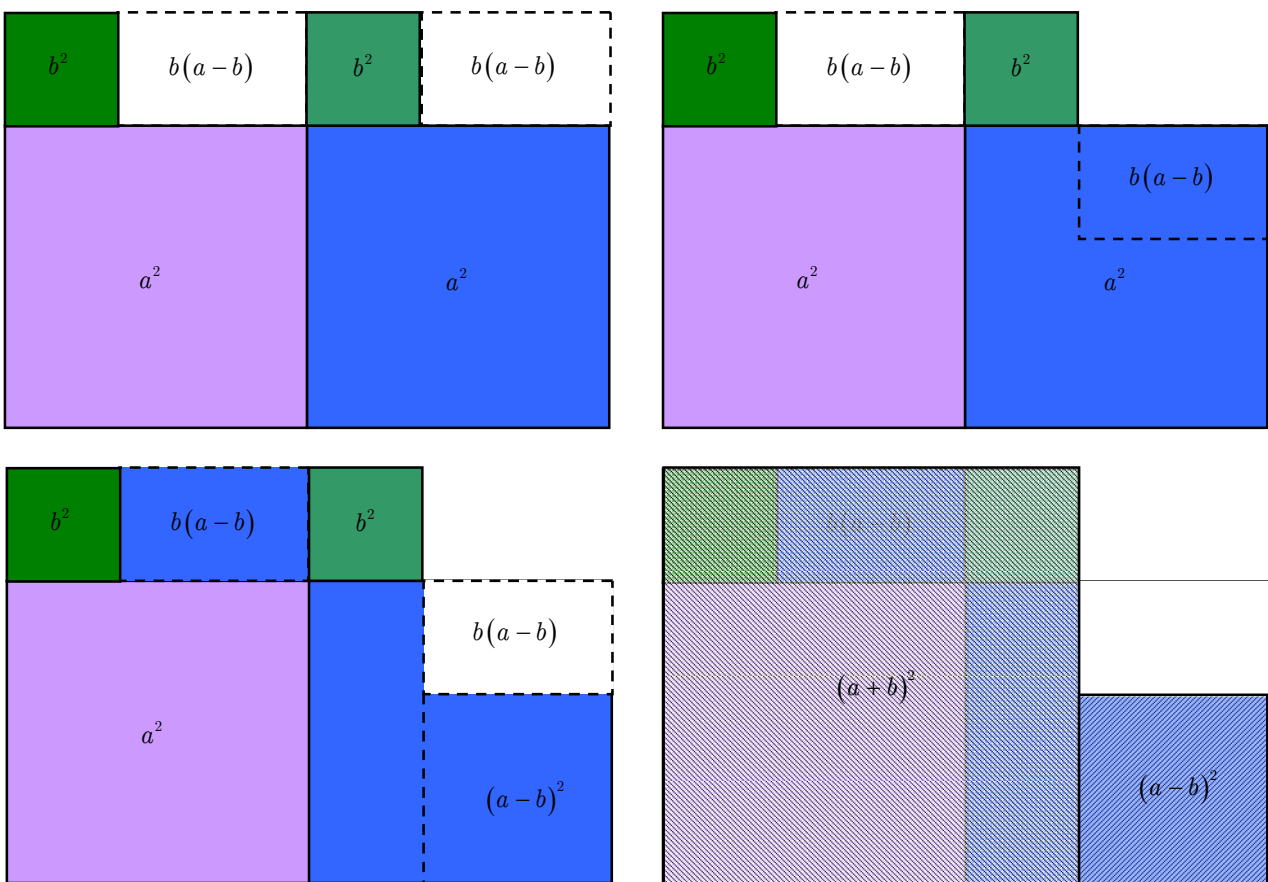 b² b(a − b) b² b(a − b)
a² a²
b² b(a − b) b²
b(a − b)
a² a²
b² b(a − b) b²
b(a − b)
a²
(a − b)²
b(a − b)
(a + b)²
(a − b)²